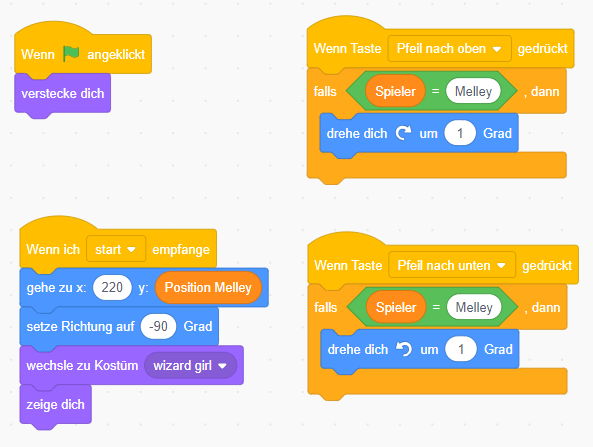 Wenn angeklickt
verstecke dich
Wenn Taste Pfeil nach oben gedrückt
falls Spieler = Melley , dann
drehe dich um 1 Grad
Wenn ich start empfange
gehe zu x: 220 y: Position Melley
setze Richtung auf -90 Grad
wechsle zu Kostüm wizard girl
zeige dich
Wenn Taste Pfeil nach unten gedrückt
falls Spieler = Melley , dann
drehe dich um 1 Grad